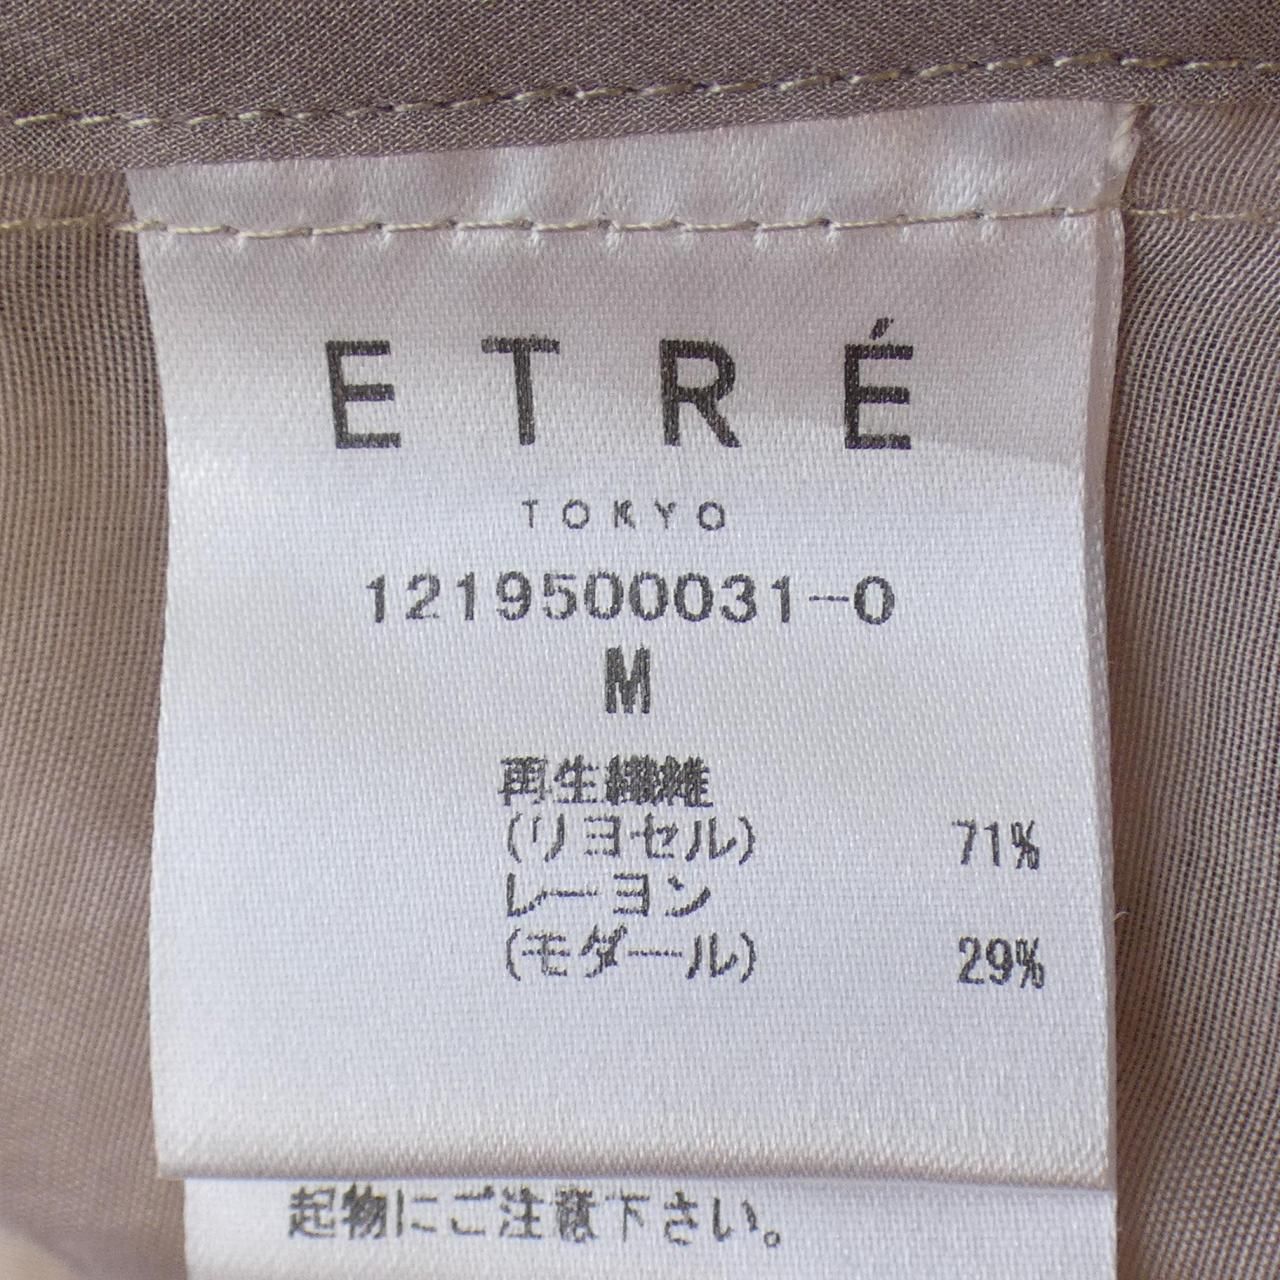 ETRÉ
TOKYO
1219500031-0
M
再生繊維
(リヨセル) 71%
レーヨン
(モダール) 29%
起物にご注意下さい。